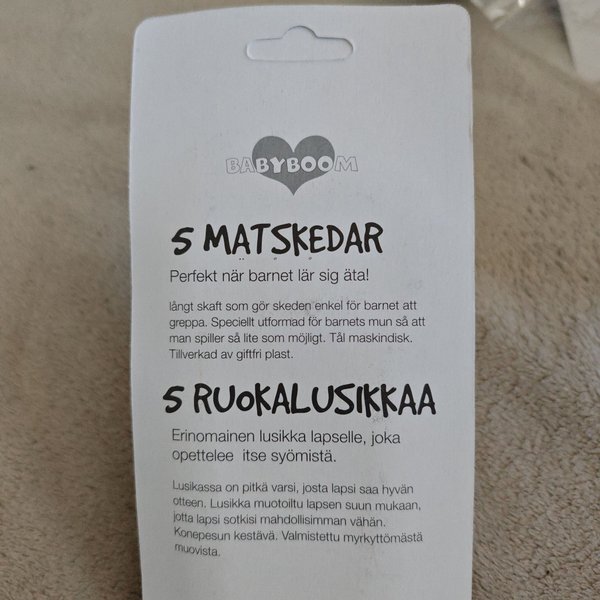 BABYBOOM
5 MATSKEDAR
Perfekt när barnet lär sig äta!
långt skaft som gör skeden enkel för barnet att
greppa. Speciellt utformad för barnets mun så att
man spiller så lite som möjligt. Tål maskindisk.
Tillverkad av giftfri plast.
5 RUOKALUSIKKAA
Erinomainen lusikka lapselle, joka
opettelee itse syömistä.
Lusikassa on pitkä varsi, josta lapsi saa hyvän
otteen. Lusikka muotoiltu lapsen suun mukaan,
jotta lapsi sotkisi mahdollisimman vähän.
Konepesun kestävä. Valmistettu myrkyttömästä
muovista.